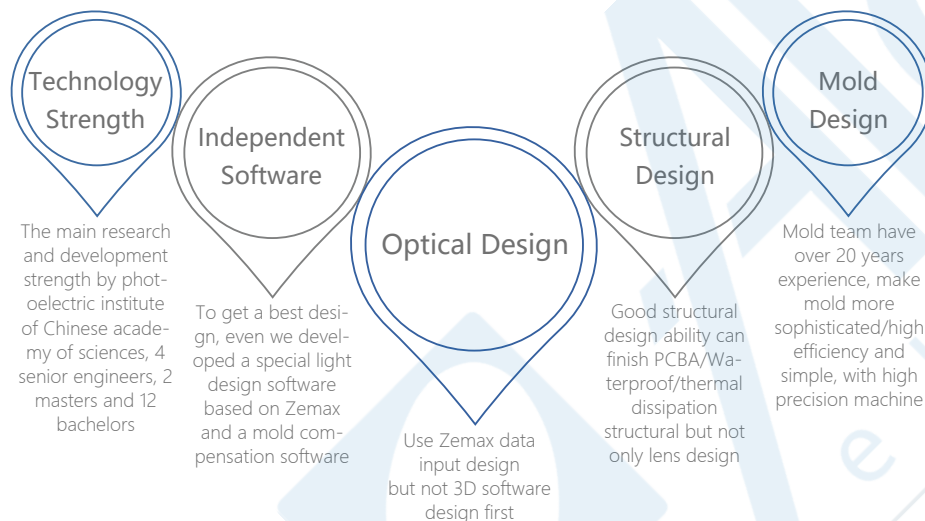 Technology
Strength
The main research
and development
strength by phot-
oelectric institute
of Chinese acade-
my of sciences, 4
senior engineers, 2
masters and 12
bachelors
Independent
Software
To get a best desi-
gn, even we devel-
oped a special light
design software
based on Zemax
and a mold com-
pensation software
Optical Design
Use Zemax data
input design
but not 3D software
design first
Structural
Design
Good structural
design ability can
finish PCBA/Wa-
terproof/thermal
dissipation
structural but not
only lens design
Mold
Design
Mold team have
over 20 years
experience, make
mold more
sophisticated/high
efficiency and
simple, with high
precision machine